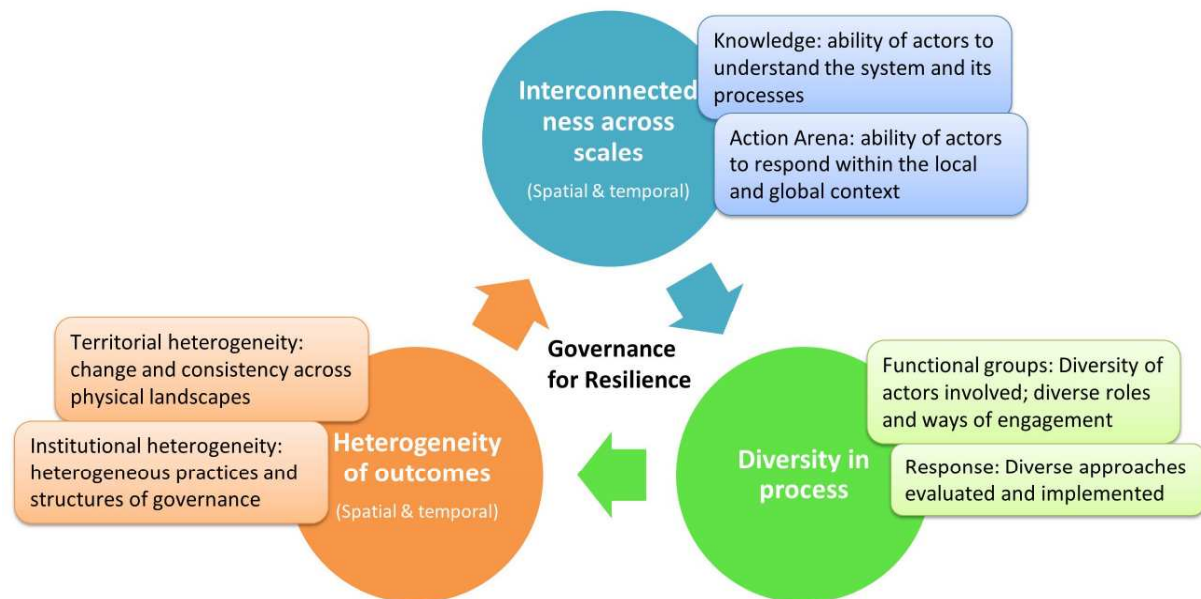 Interconnected
ness across
scales
(Spatial & temporal)
Knowledge: ability of actors to
understand the system and its
processes
Action Arena: ability of actors
to respond within the local
and global context
Governance
for Resilience
Functional groups: Diversity of
actors involved; diverse roles
and ways of engagement
Response: Diverse approaches
evaluated and implemented
Diversity in
process
Territorial heterogeneity:
change and consistency across
physical landscapes
Institutional heterogeneity:
heterogeneous practices and
structures of governance
Heterogeneity
of outcomes
(Spatial & temporal)